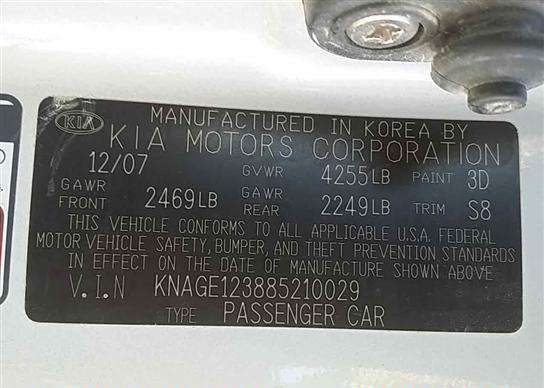 MANUFACTURED IN KOREA BY
KIA KIA MOTORS CORPORATION
12/07 GVWR 4255LB PAINT 3D
GAWR FRONT 2469LB GAWR REAR 2249LB TRIM S8
THIS VEHICLE CONFORMS TO ALL APPLICABLE U.S.A. FEDERAL
MOTOR VEHICLE SAFETY, BUMPER, AND THEFT PREVENTION STANDARDS
IN EFFECT ON THE DATE OF MANUFACTURE SHOWN ABOVE.
V.I.N KNAGE123885210029
TYPE PASSENGER CAR